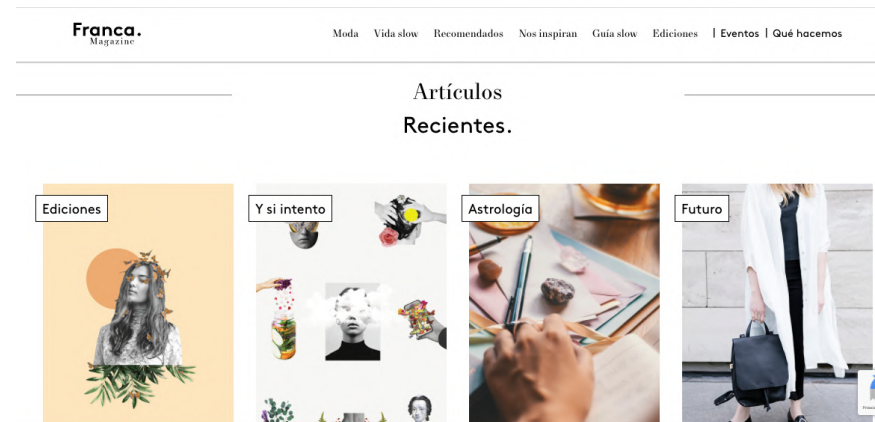 Franca.
Magazine
Moda Vida slow Recomendados Nos inspiran Guía slow Ediciones | Eventos | Qué hacemos
Artículos
Recientes.
Ediciones
Y si intento
Astrología
Futuro